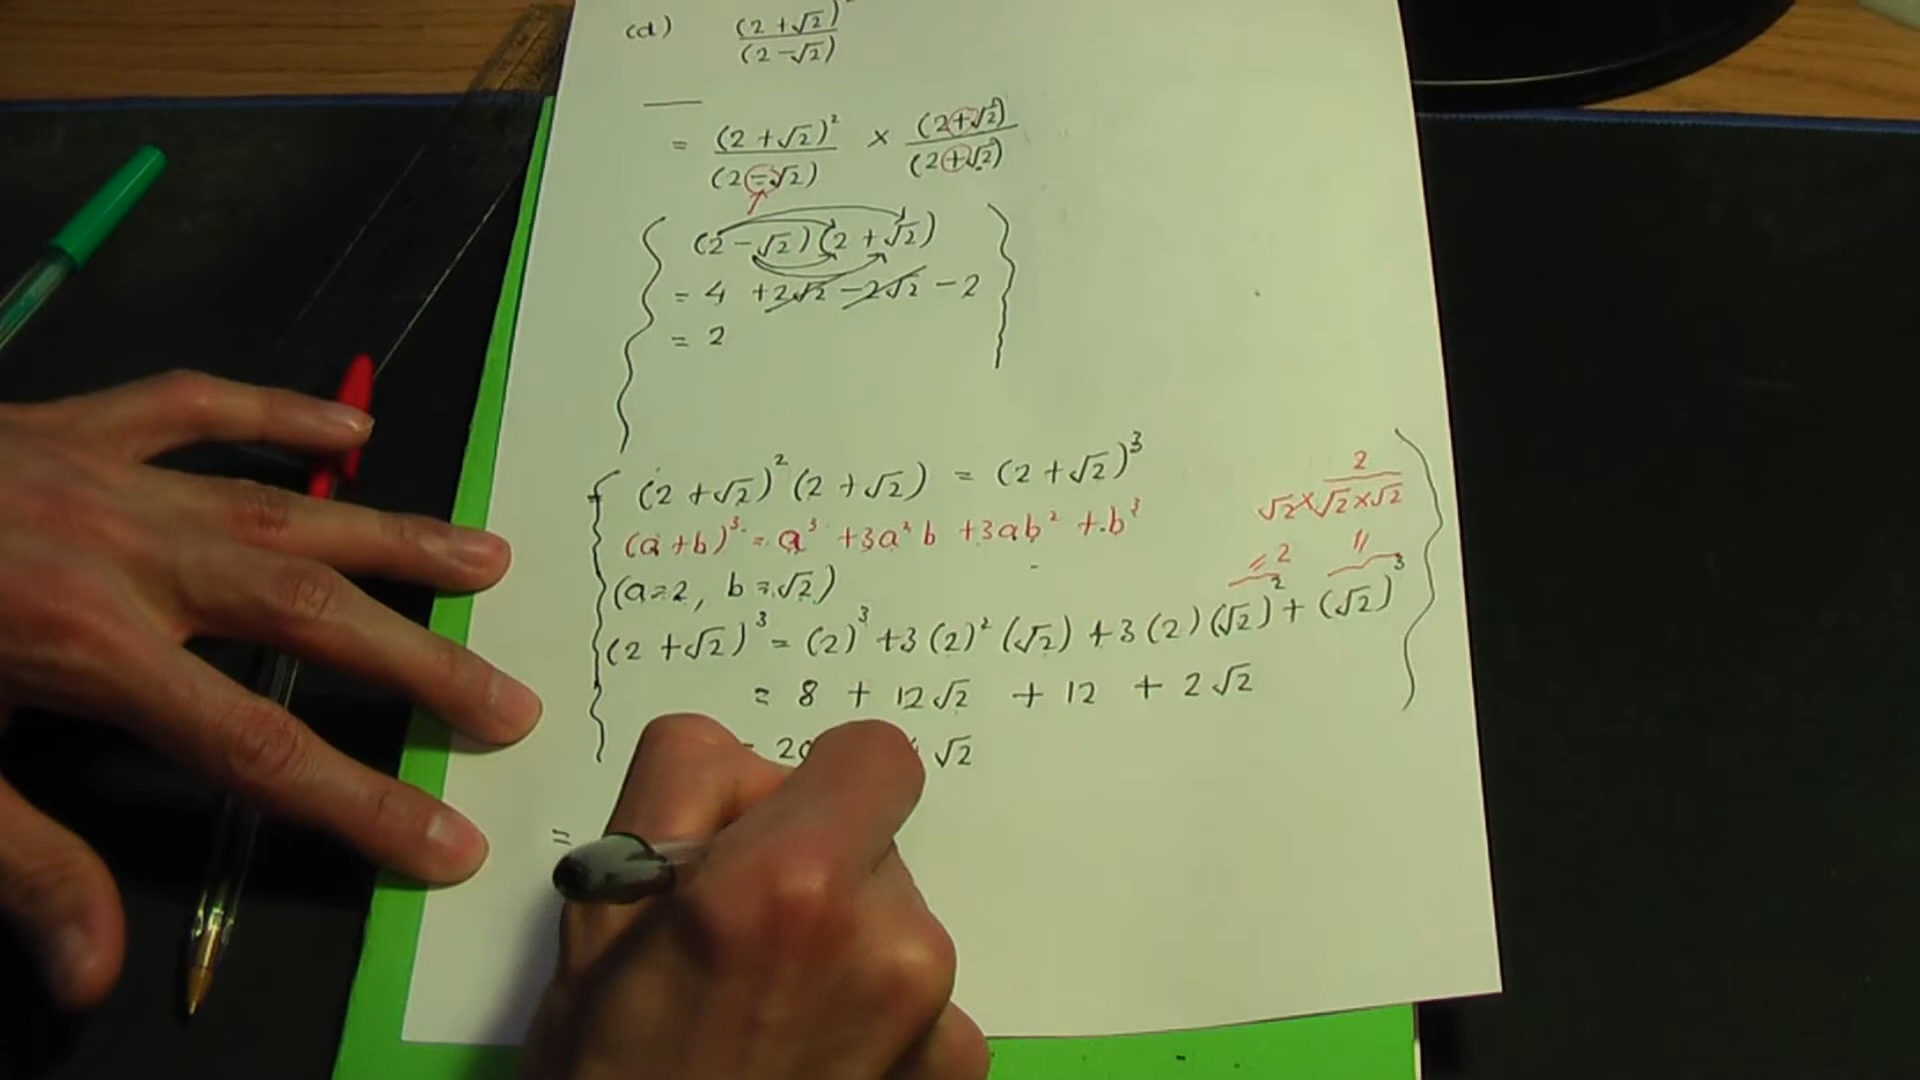 (d) (2 + √2)² / (2 − √2)
= (2 + √2)² / (2 − √2) × (2 + √2) / (2 + √2)
(2 − √2)(2 + √2)
= 4 + 2√2 − 2√2 − 2
= 2
(2 + √2)² (2 + √2) = (2 + √2)³
2
√2 × √2 × √2
(a + b)³ = a³ + 3a²b + 3ab² + b³
= 2
(a = 2, b = √2)
(2 + √2)³ = (2)³ + 3(2)²(√2) + 3(2)(√2)² + (√2)³
= 8 + 12√2 + 12 + 2√2
= 20 √2
=